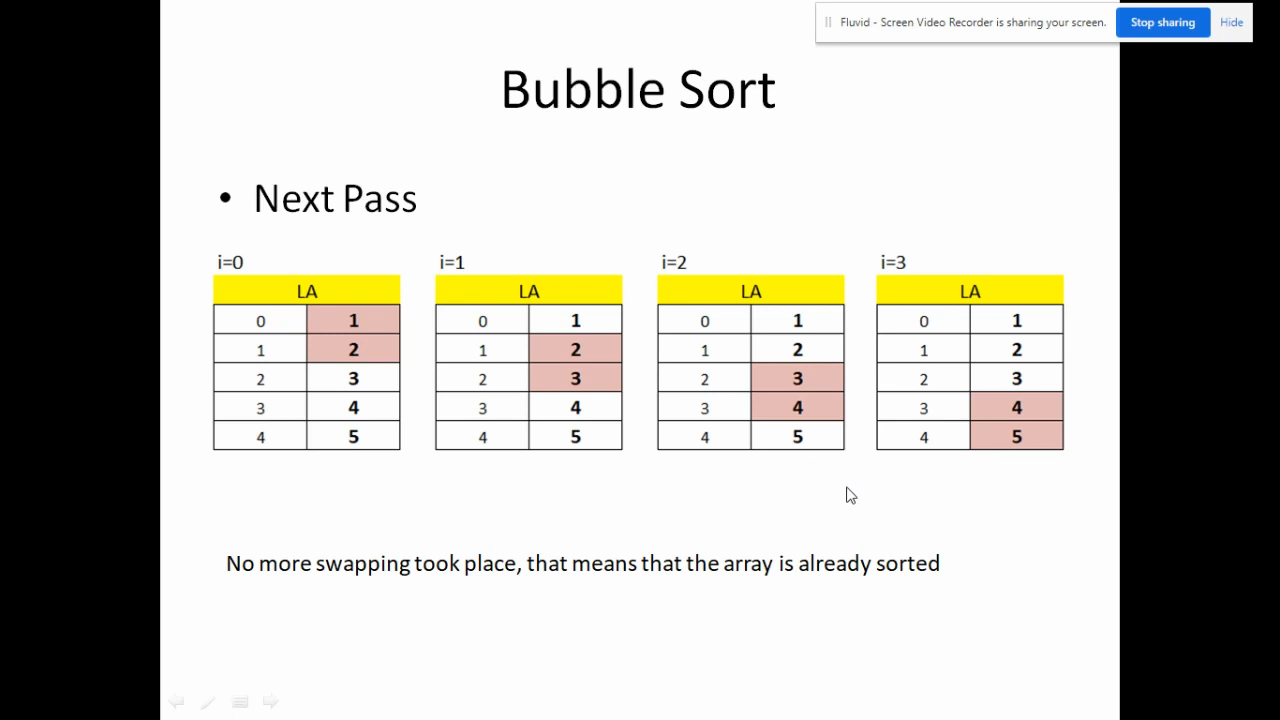 Fluvid - Screen Video Recorder is sharing your screen. Stop sharing Hide
Bubble Sort
• Next Pass
i=0 i=1 i=2 i=3
LA LA LA LA
0 1 0 1 0 1 0 1
1 2 1 2 1 2 1 2
2 3 2 3 2 3 2 3
3 4 3 4 3 4 3 4
4 5 4 5 4 5 4 5
No more swapping took place, that means that the array is already sorted